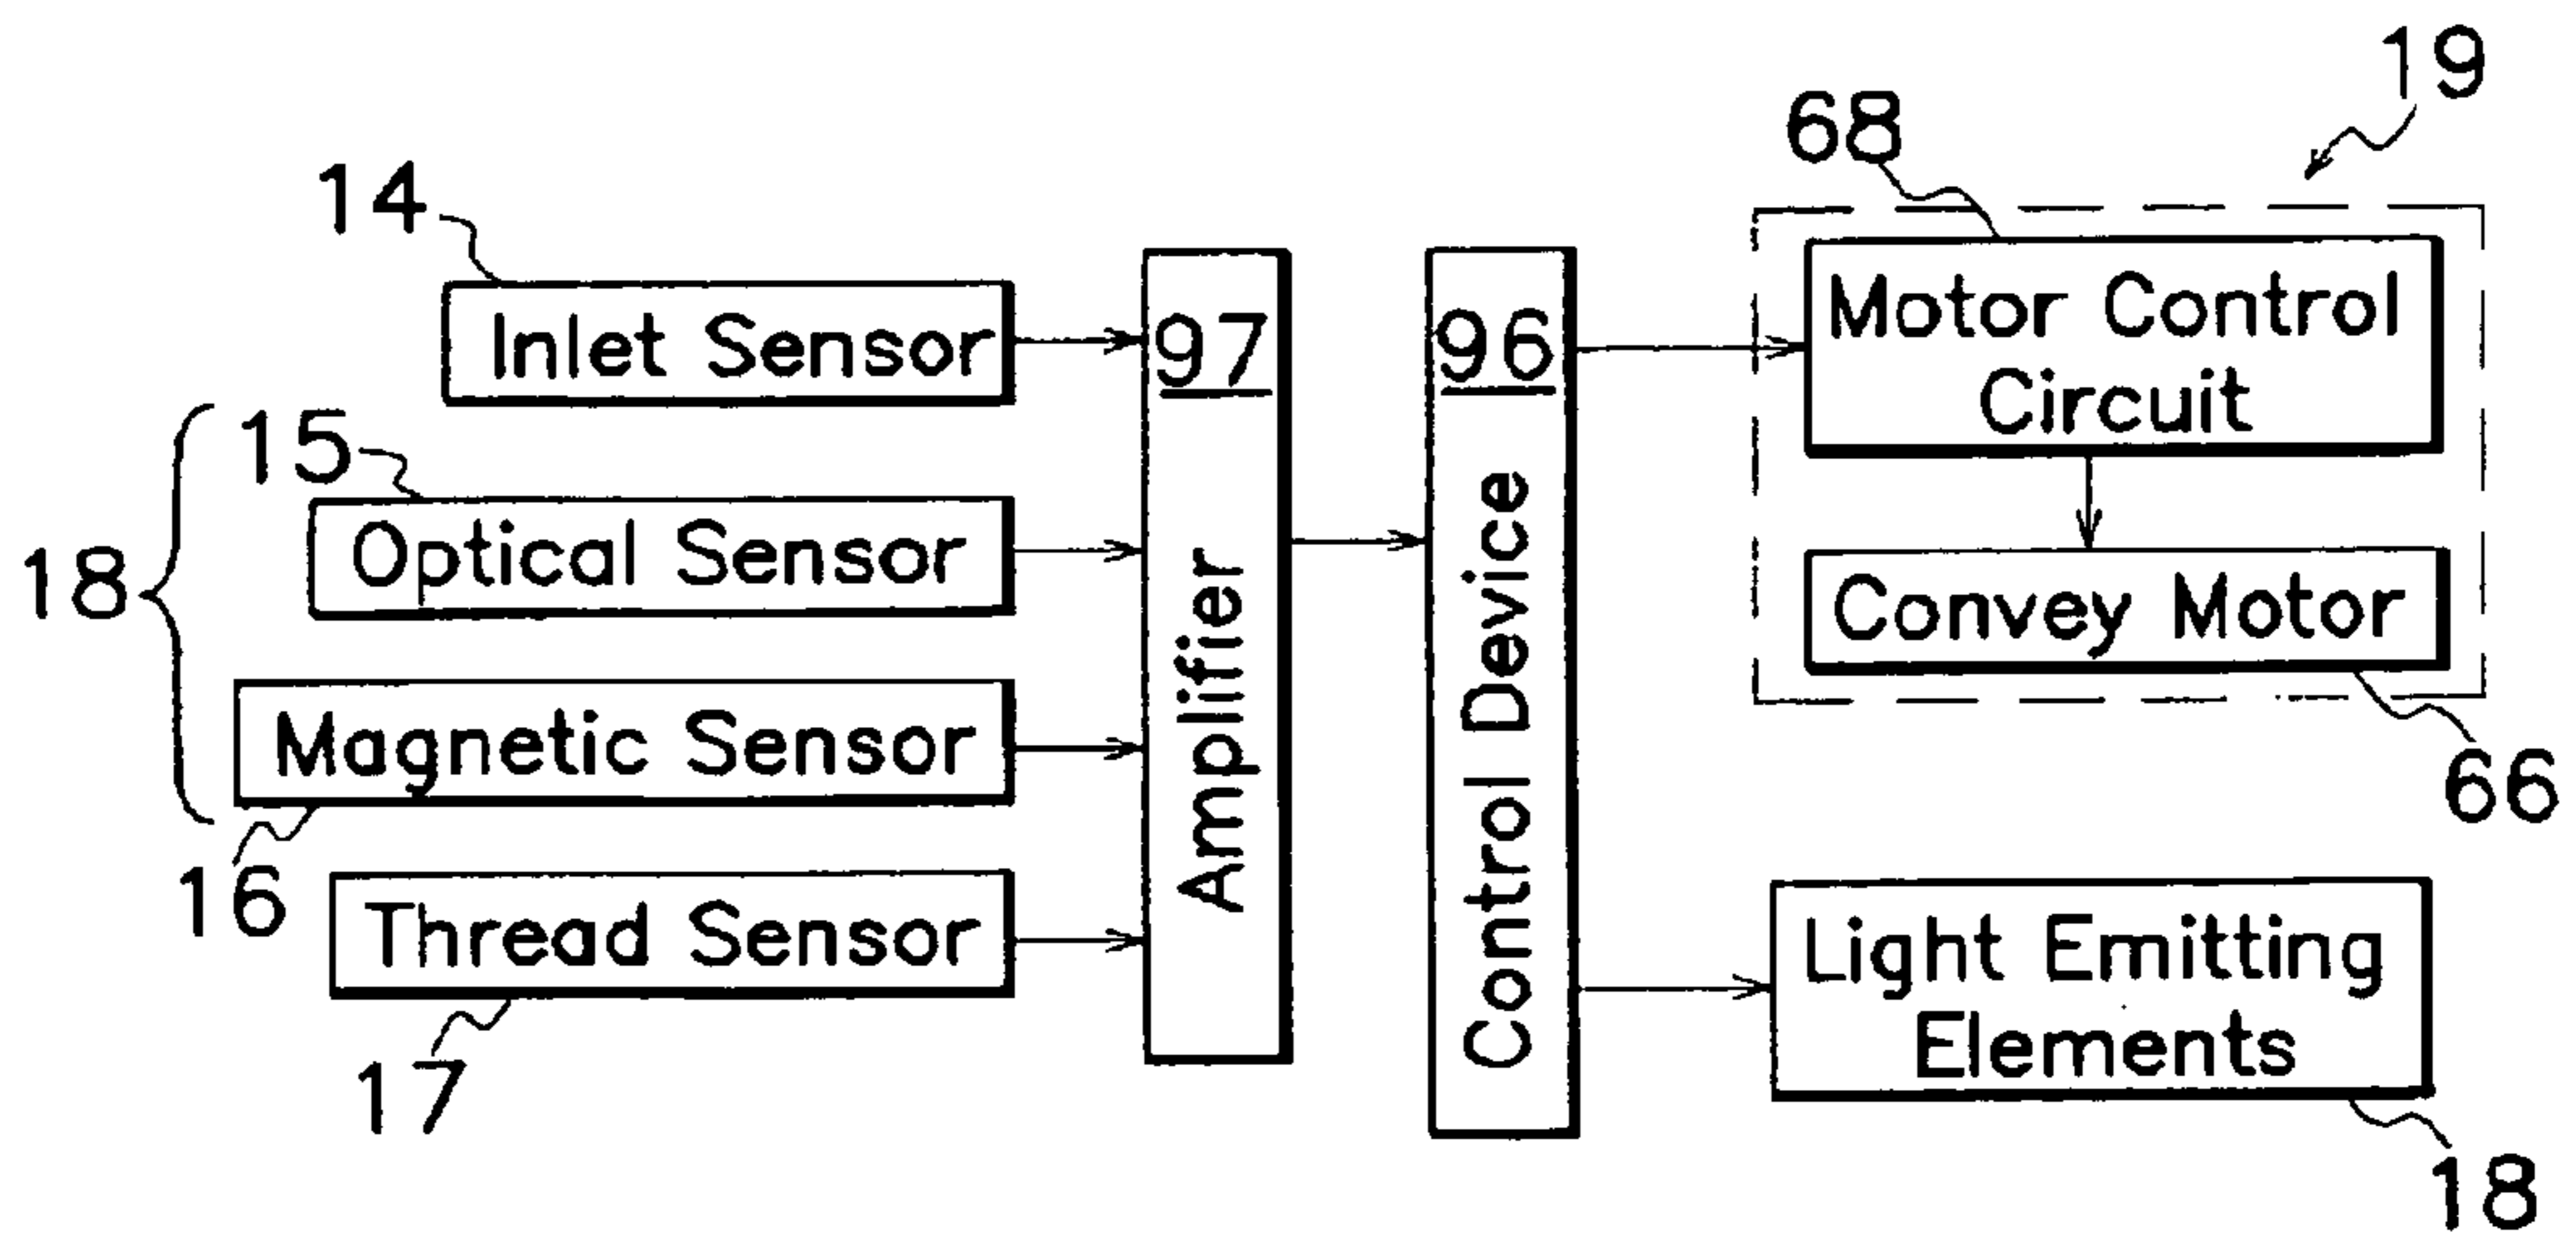 19
68
14
Inlet Sensor
97
Amplifier
96
Control Device
Motor Control
Circuit
15
Optical Sensor
18
Convey Motor
Magnetic Sensor
66
16
Thread Sensor
17
Light Emitting
Elements
18